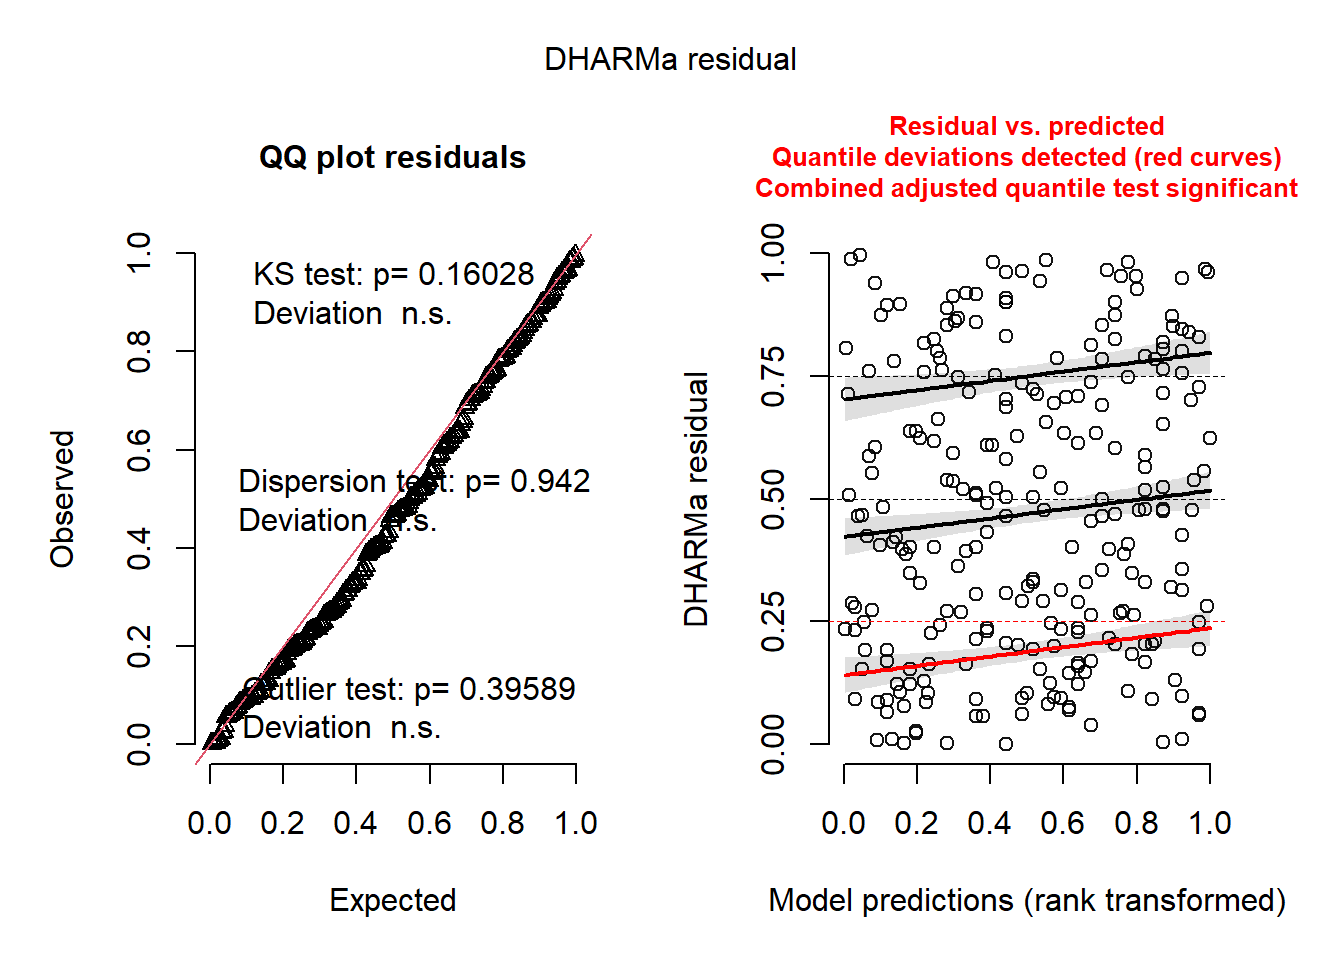 DHARMa residual
QQ plot residuals
KS test: p= 0.16028
Deviation  n.s.
Dispersion test: p= 0.942
Deviation  n.s.
Outlier test: p= 0.39589
Deviation  n.s.
Observed
0.0 0.2 0.4 0.6 0.8 1.0
0.0 0.2 0.4 0.6 0.8 1.0
Expected
Residual vs. predicted
Quantile deviations detected (red curves)
Combined adjusted quantile test significant
DHARMa residual
0.00 0.25 0.50 0.75 1.00
0.0 0.2 0.4 0.6 0.8 1.0
Model predictions (rank transformed)